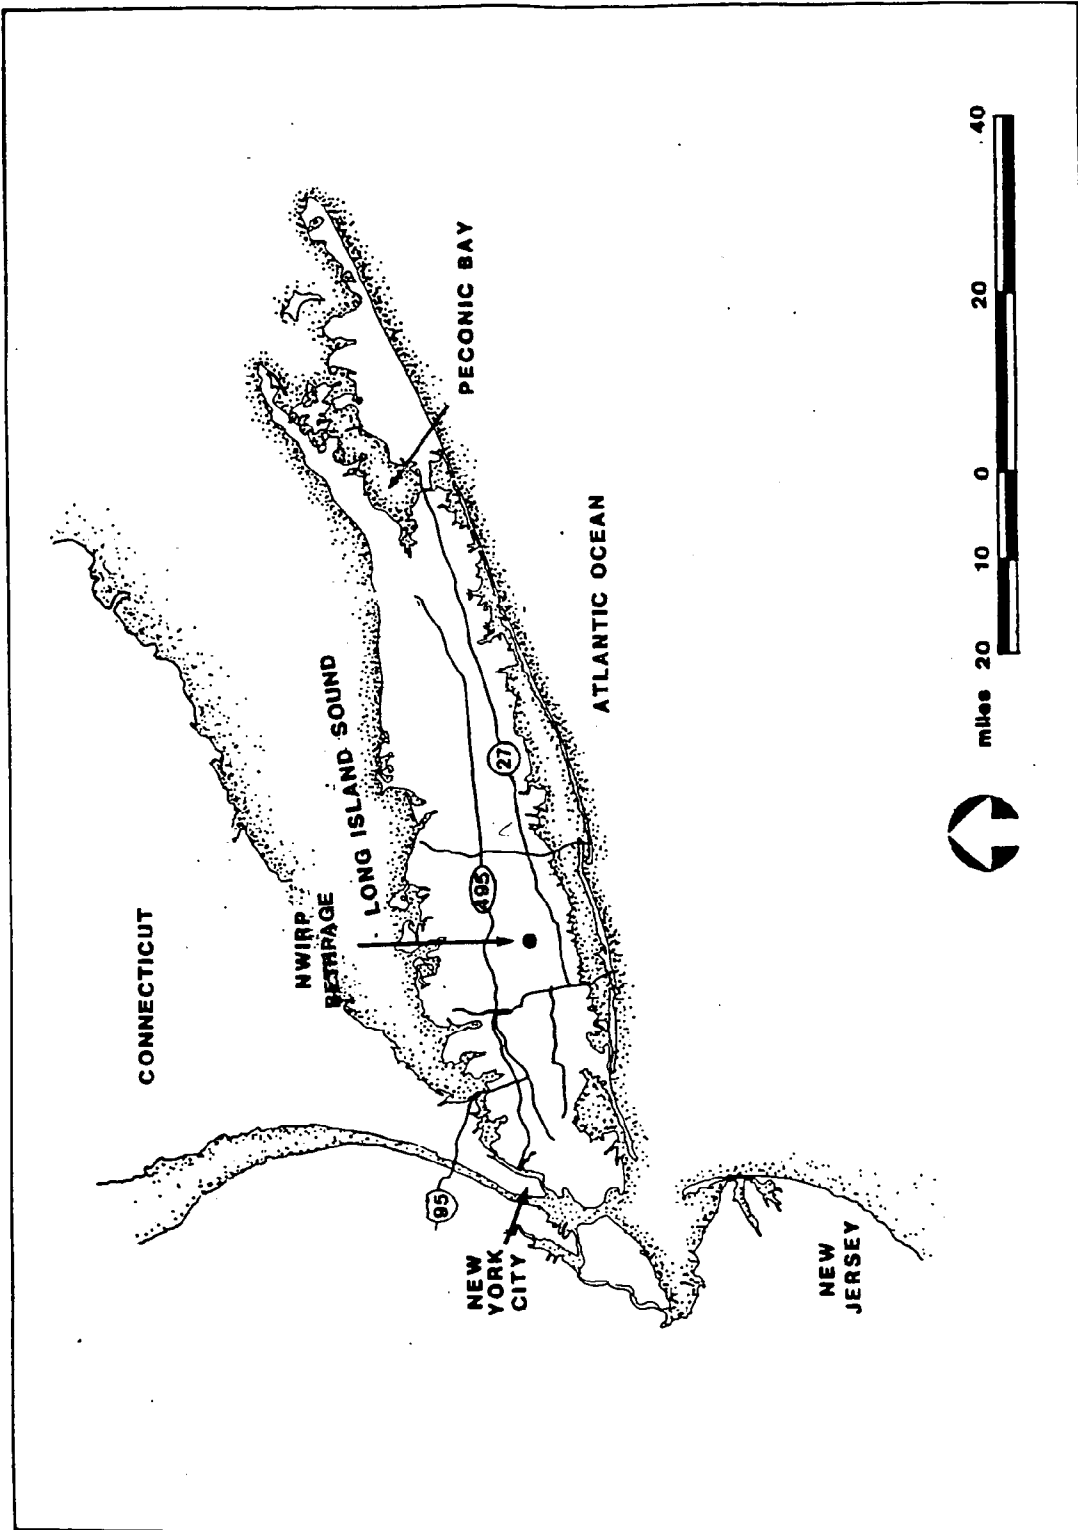 CONNECTICUT
NWIRP
BETHPAGE
LONG ISLAND SOUND
PECONIC BAY
95
495
27
NEW
YORK
CITY
ATLANTIC OCEAN
NEW
JERSEY
miles 20 10 0 20 40